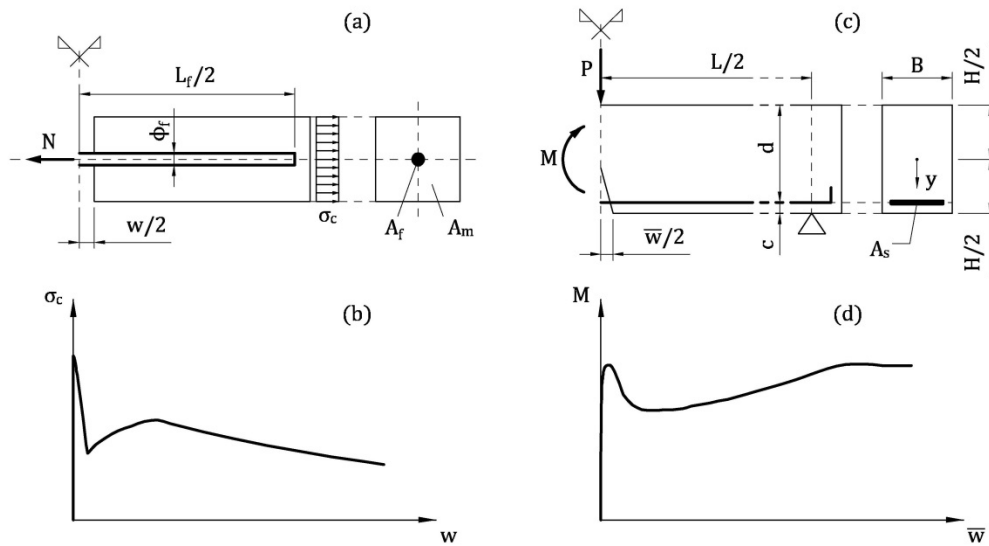 (a)
L_f/2
N
ϕ_f
σ_c
A_f
A_m
w/2
(c)
P
L/2
B
H/2
M
d
y
c
A_s
H/2
w̅/2
σ_c
(b)
w
M
(d)
w̅